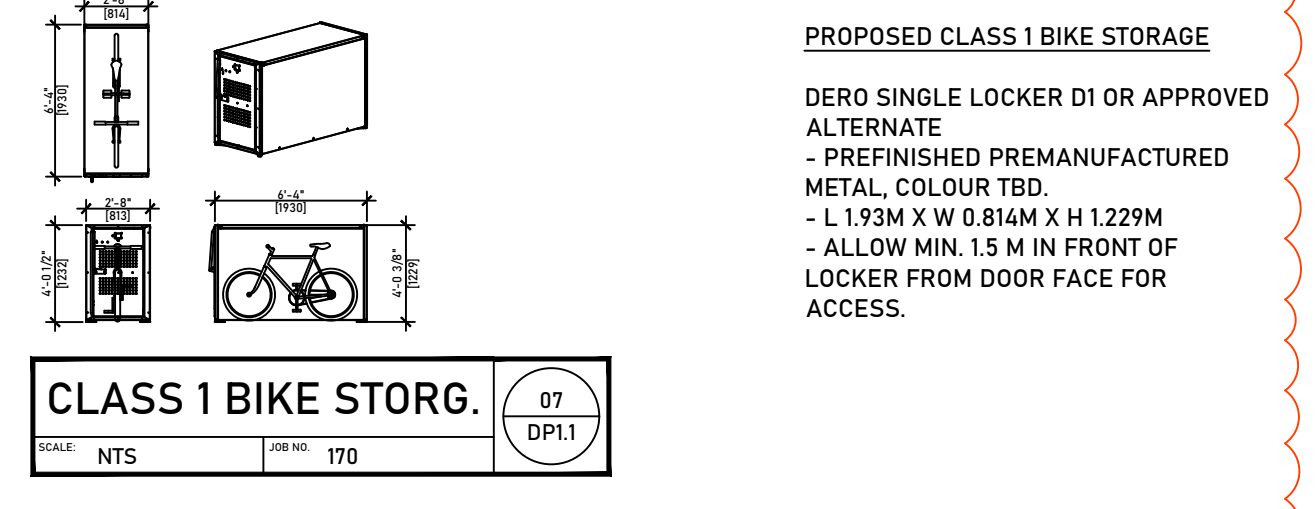 2'-8"
[814]
6'-4"
[1930]
2'-8"
[813]
4'-0 1/2"
[1232]
6'-4"
[1930]
4'-0 3/8"
[1229]
CLASS 1 BIKE STORG.
SCALE: NTS
JOB NO. 170
07
DP1.1
PROPOSED CLASS 1 BIKE STORAGE
DERO SINGLE LOCKER D1 OR APPROVED
ALTERNATE
- PREFINISHED PREMANUFACTURED
METAL, COLOUR TBD.
- L 1.93M X W 0.814M X H 1.229M
- ALLOW MIN. 1.5 M IN FRONT OF
LOCKER FROM DOOR FACE FOR
ACCESS.